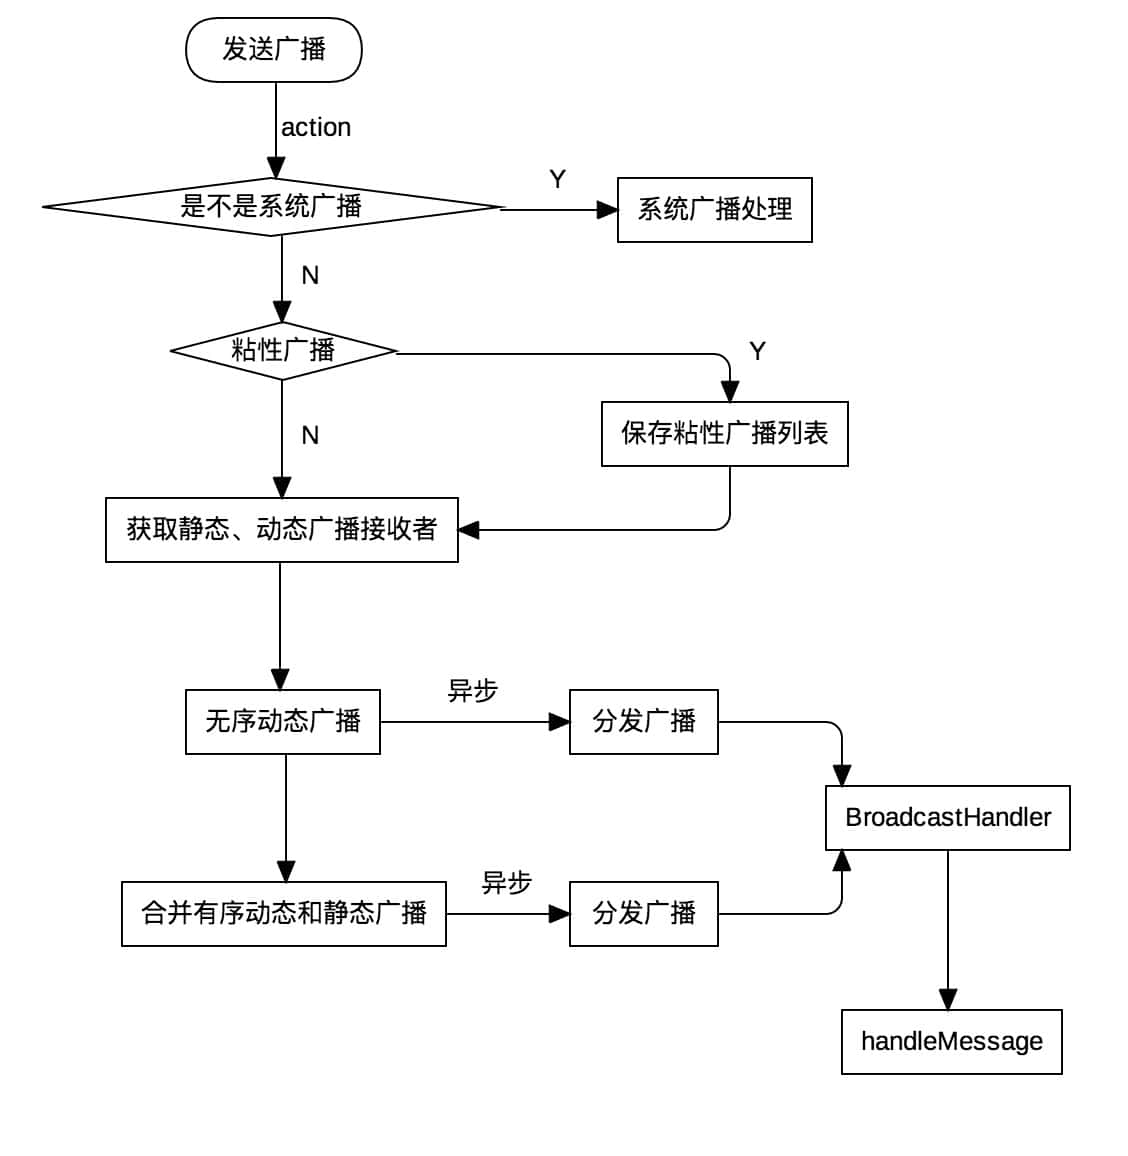 发送广播
action
是不是系统广播
Y
系统广播处理
N
粘性广播
Y
保存粘性广播列表
N
获取静态、动态广播接收者
无序动态广播
异步
分发广播
BroadcastHandler
合并有序动态和静态广播
异步
分发广播
handleMessage